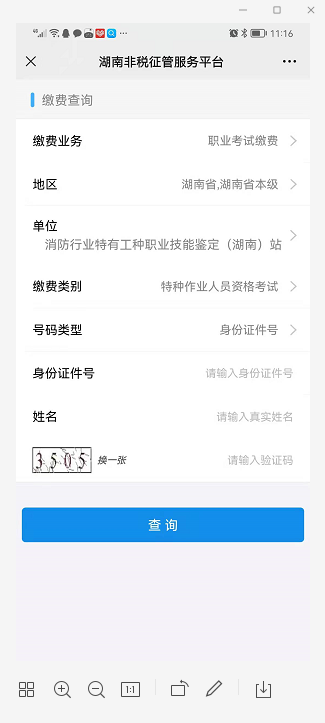 11:16
湖南非税征管服务平台
缴费查询
缴费业务 职业考试缴费
地区 湖南省,湖南省本级
单位
消防行业特有工种职业技能鉴定（湖南）站
缴费类别 特种作业人员资格考试
号码类型 身份证件号
身份证件号 请输入身份证件号
姓名 请输入真实姓名
3505 换一张 请输入验证码
查 询
1:1